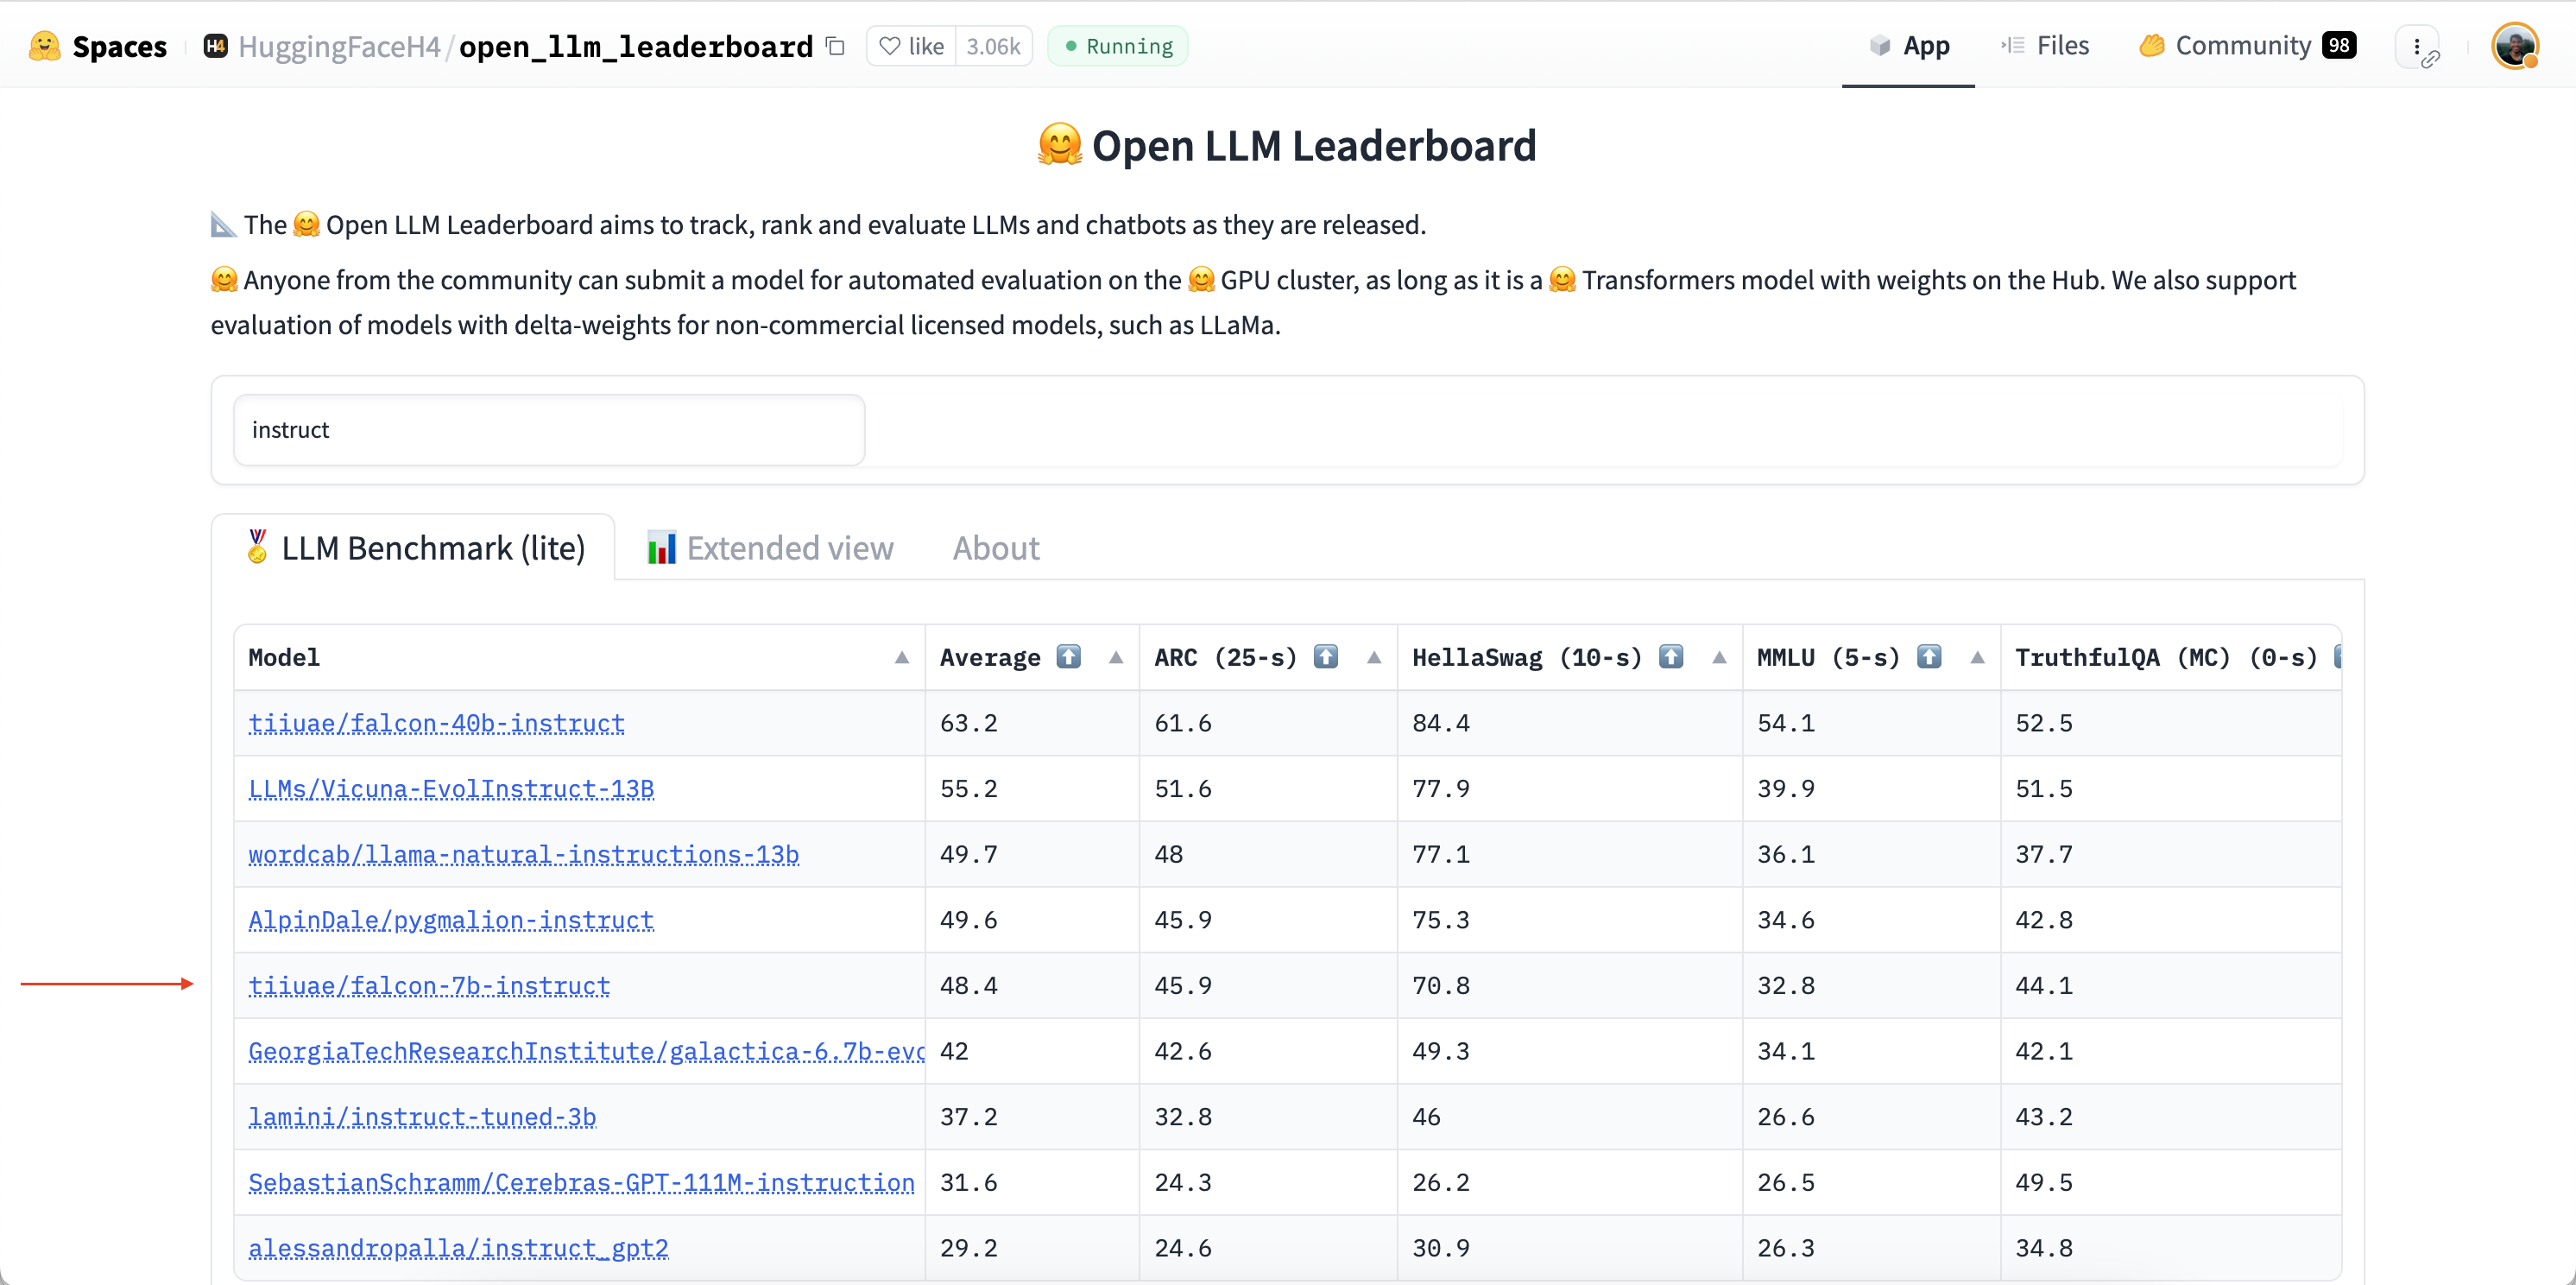 Spaces HuggingFaceH4/open_llm_leaderboard like 3.06k Running App Files Community 98
Open LLM Leaderboard
The Open LLM Leaderboard aims to track, rank and evaluate LLMs and chatbots as they are released.
Anyone from the community can submit a model for automated evaluation on the GPU cluster, as long as it is a Transformers model with weights on the Hub. We also support
evaluation of models with delta-weights for non-commercial licensed models, such as LLaMa.
instruct
LLM Benchmark (lite) Extended view About
Model Average ARC (25-s) HellaSwag (10-s) MMLU (5-s) TruthfulQA (MC) (0-s)
tiiuae/falcon-40b-instruct 63.2 61.6 84.4 54.1 52.5
LLMs/Vicuna-EvolInstruct-13B 55.2 51.6 77.9 39.9 51.5
wordcab/llama-natural-instructions-13b 49.7 48 77.1 36.1 37.7
AlpinDale/pygmalion-instruct 49.6 45.9 75.3 34.6 42.8
tiiuae/falcon-7b-instruct 48.4 45.9 70.8 32.8 44.1
GeorgiaTechResearchInstitute/galactica-6.7b-evo 42 42.6 49.3 34.1 42.1
lamini/instruct-tuned-3b 37.2 32.8 46 26.6 43.2
SebastianSchramm/Cerebras-GPT-111M-instruction 31.6 24.3 26.2 26.5 49.5
alessandropalla/instruct_gpt2 29.2 24.6 30.9 26.3 34.8